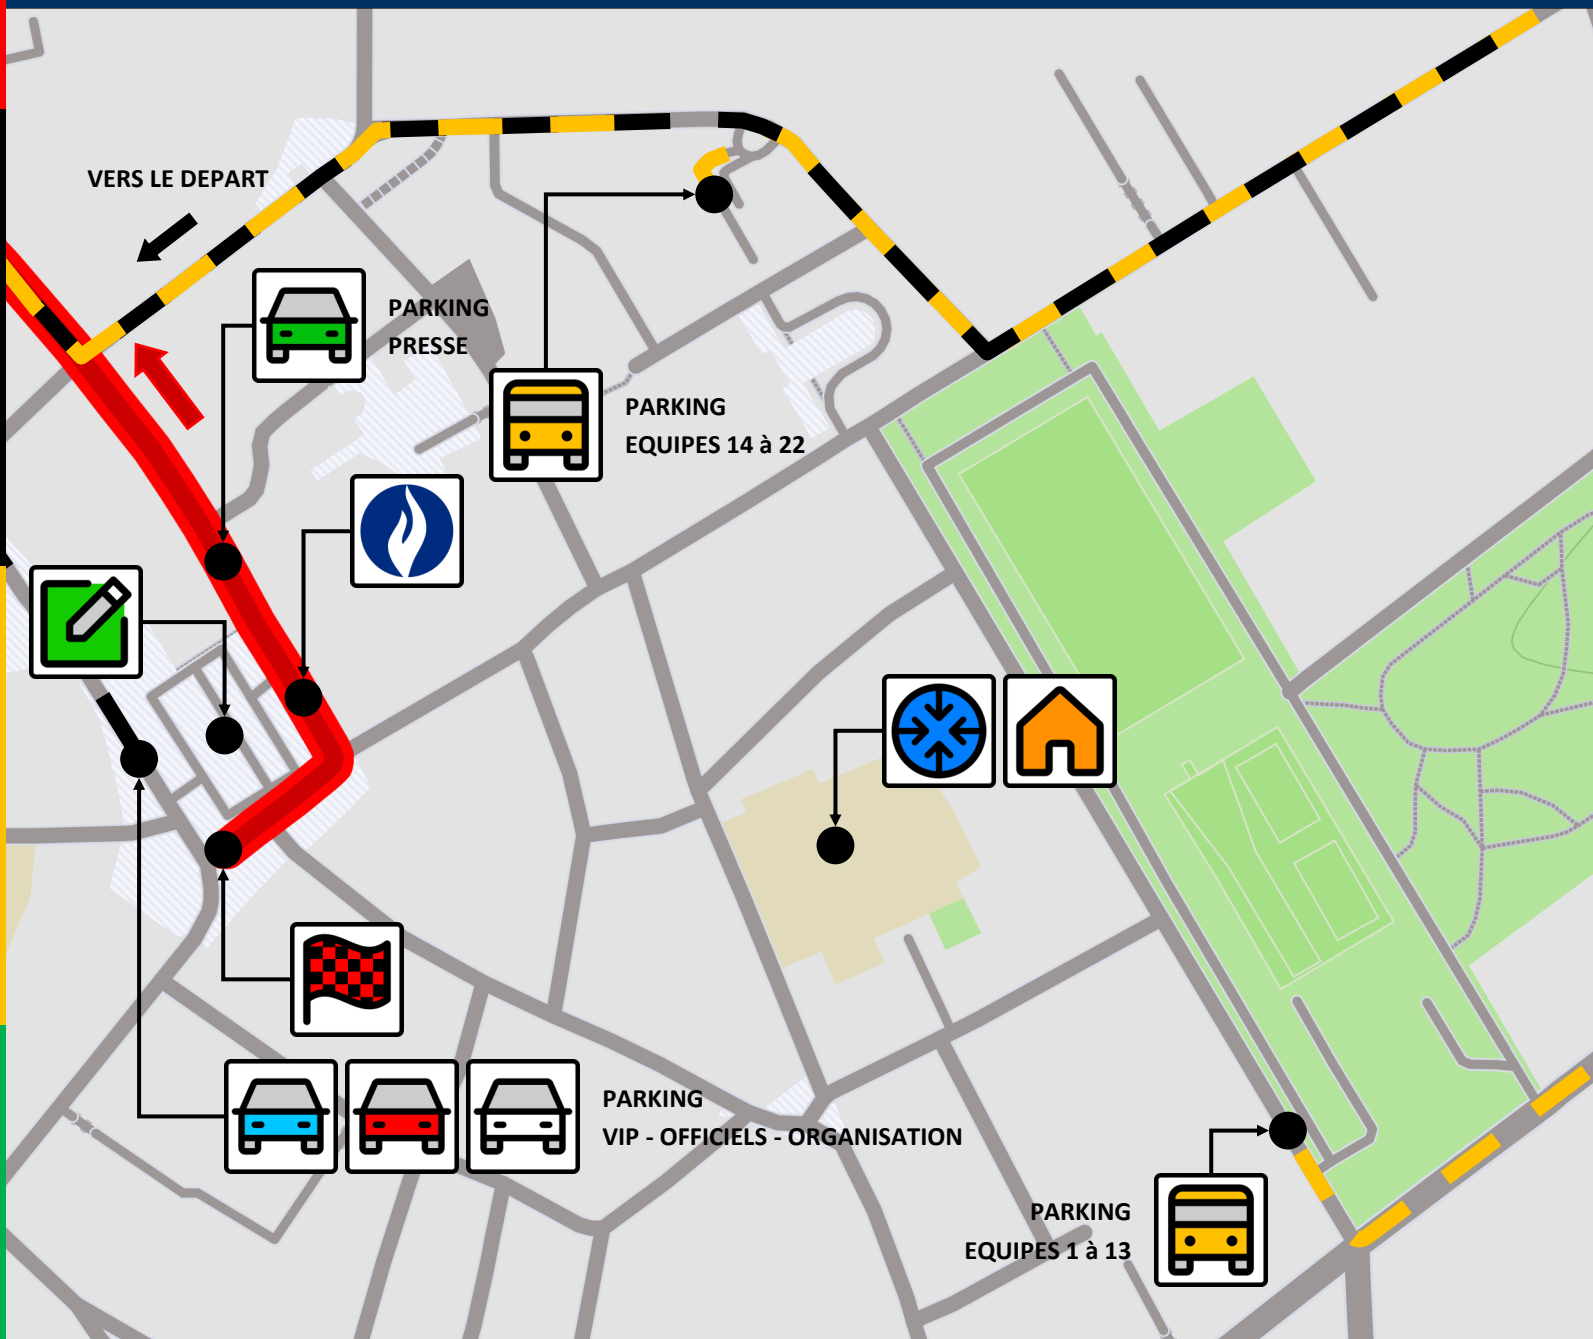 VERS LE DEPART
PARKING
PRESSE
PARKING
EQUIPES 14 à 22
PARKING
VIP - OFFICIELS - ORGANISATION
PARKING
EQUIPES 1 à 13